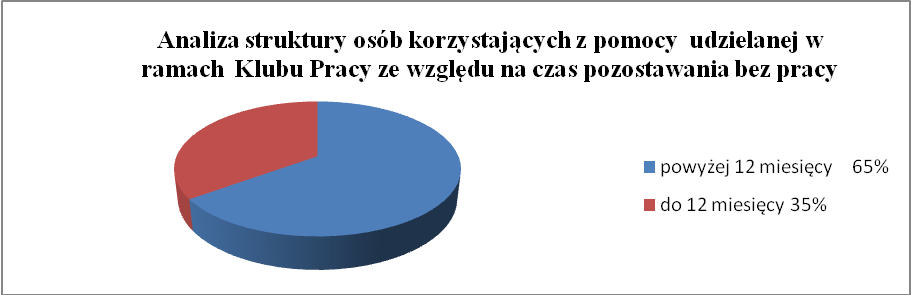 Analiza struktury osób korzystających z pomocy udzielanej w
ramach Klubu Pracy ze względu na czas pozostawania bez pracy
powyżej 12 miesięcy 65%
do 12 miesięcy 35%